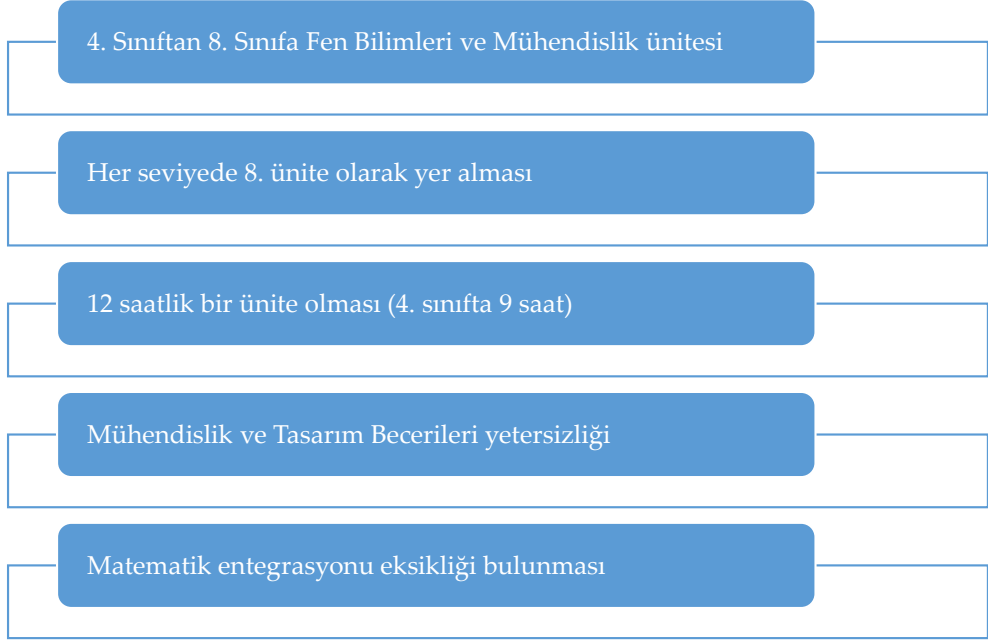 4. Sınıftan 8. Sınıfa Fen Bilimleri ve Mühendislik ünitesi
Her seviyede 8. ünite olarak yer alması
12 saatlik bir ünite olması (4. sınıfta 9 saat)
Mühendislik ve Tasarım Becerileri yetersizliği
Matematik entegrasyonu eksikliği bulunması